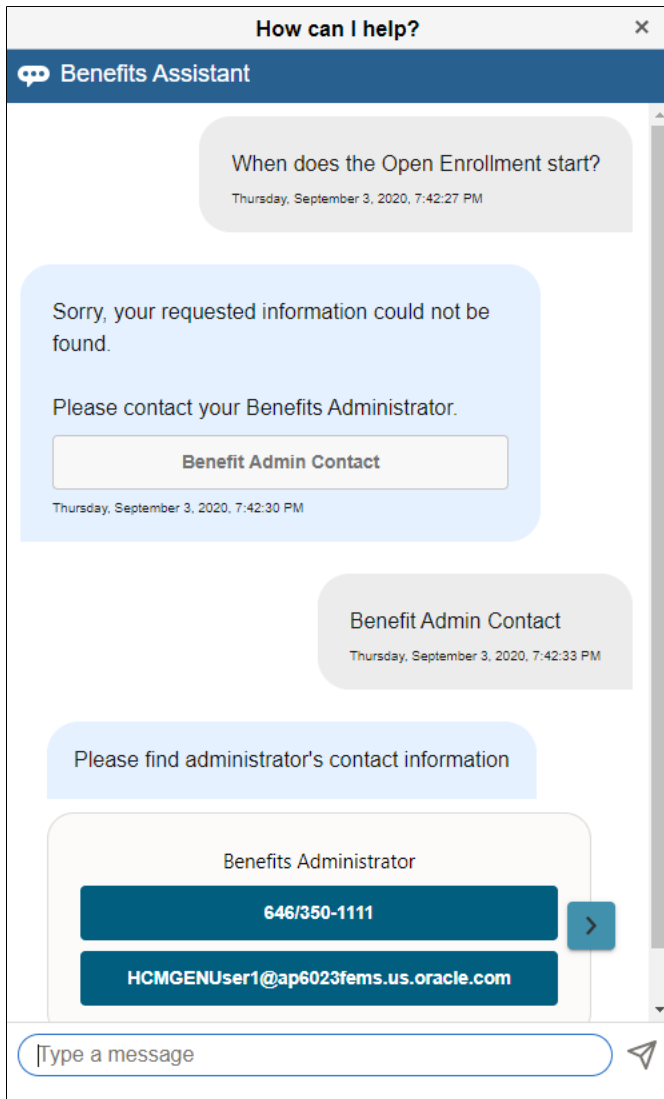 How can I help?
Benefits Assistant
When does the Open Enrollment start?
Thursday, September 3, 2020, 7:42:27 PM
Sorry, your requested information could not be
found.
Please contact your Benefits Administrator.
Benefit Admin Contact
Thursday, September 3, 2020, 7:42:30 PM
Benefit Admin Contact
Thursday, September 3, 2020, 7:42:33 PM
Please find administrator's contact information
Benefits Administrator
646/350-1111
HCMGENUser1@ap6023fems.us.oracle.com
Type a message